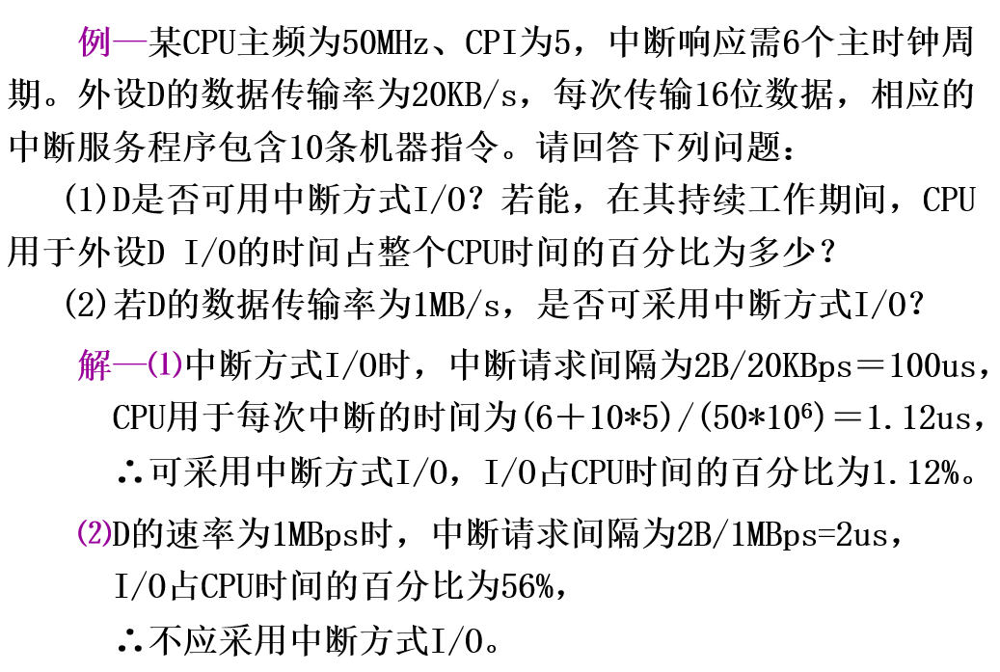 例—某CPU主频为50MHz、CPI为5，中断响应需6个主时钟周
期。外设D的数据传输率为20KB/s，每次传输16位数据，相应的
中断服务程序包含10条机器指令。请回答下列问题：
(1)D是否可用中断方式I/O？若能，在其持续工作期间，CPU
用于外设D I/O的时间占整个CPU时间的百分比为多少？
(2)若D的数据传输率为1MB/s，是否可采用中断方式I/O？
解—⑴中断方式I/O时，中断请求间隔为2B/20KBps＝100us，
CPU用于每次中断的时间为(6＋10*5)/(50*10⁶)＝1.12us，
∴可采用中断方式I/O，I/O占CPU时间的百分比为1.12%。
⑵D的速率为1MBps时，中断请求间隔为2B/1MBps=2us，
I/O占CPU时间的百分比为56%，
∴不应采用中断方式I/O。